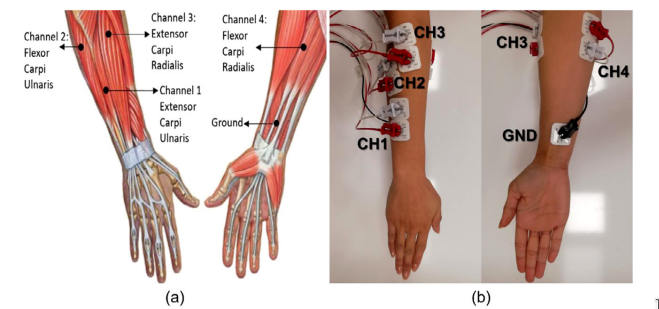 Channel 2:
Flexor
Carpi
Ulnaris
Channel 3:
Extensor
Carpi
Radialis
Channel 1
Extensor
Carpi
Ulnaris
Channel 4:
Flexor
Carpi
Radialis
Ground
CH3
CH2
CH1
CH3
CH4
GND
(a)
(b)